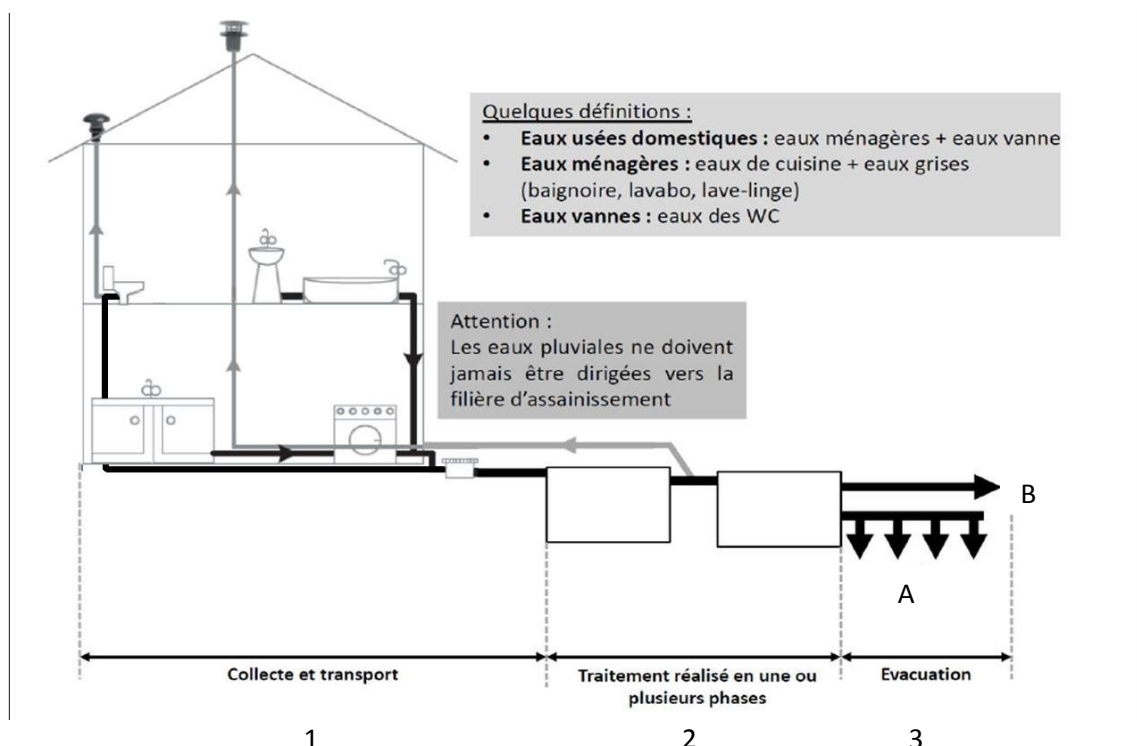 Quelques définitions :
• Eaux usées domestiques : eaux ménagères + eaux vanne
• Eaux ménagères : eaux de cuisine + eaux grises
(baignoire, lavabo, lave-linge)
• Eaux vannes : eaux des WC
Attention :
Les eaux pluviales ne doivent
jamais être dirigées vers la
filière d'assainissement
B
A
Collecte et transport
Traitement réalisé en une ou
plusieurs phases
Evacuation
1
2
3